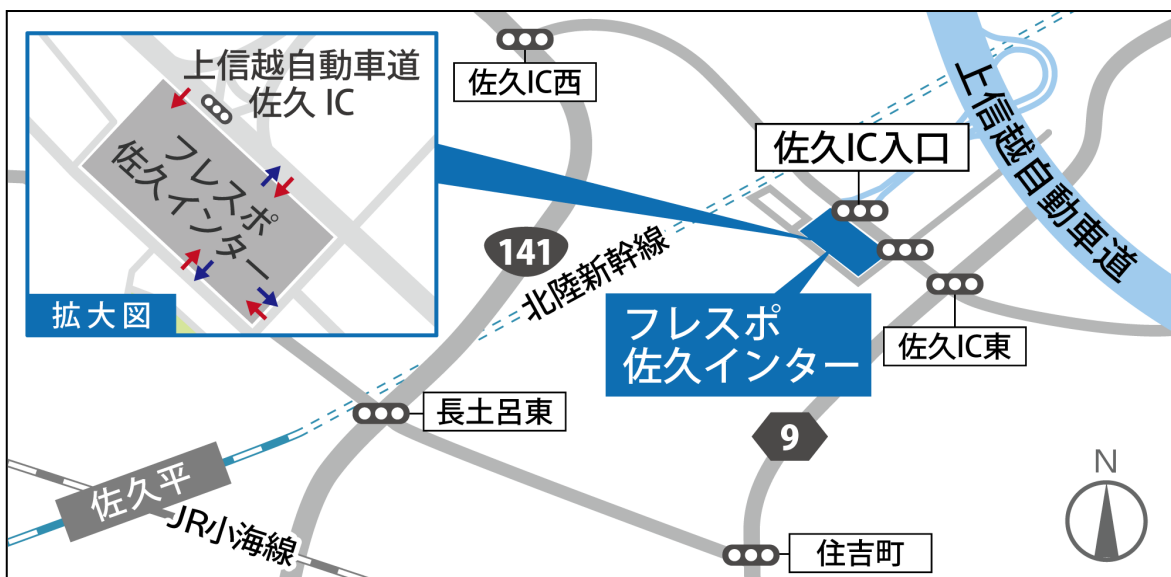 上信越自動車道
佐久 IC
フレスポ
佐久インター
拡大図
佐久IC西
佐久IC入口
上信越自動車道
141
北陸新幹線
フレスポ
佐久インター
佐久IC東
長土呂東
9
N
佐久平
JR小海線
住吉町